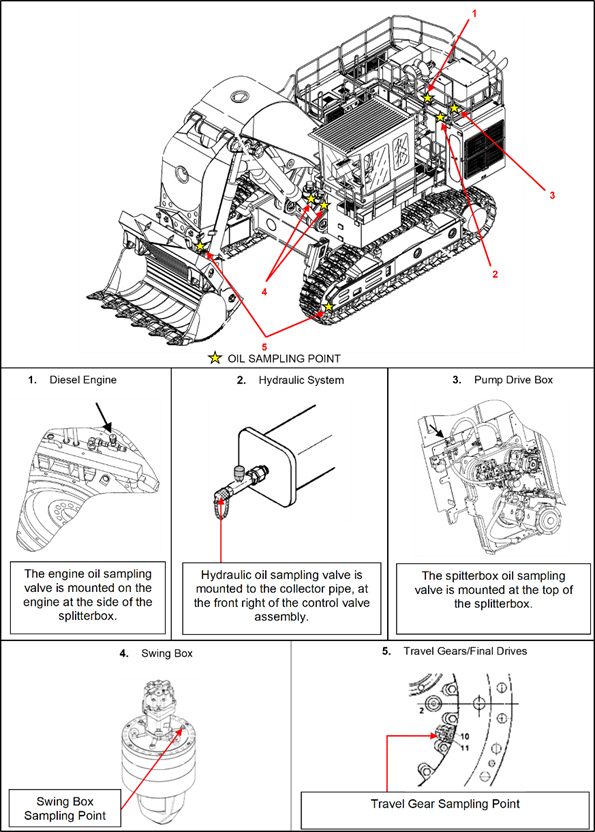 1
3
2
4
5
OIL SAMPLING POINT
1. Diesel Engine
The engine oil sampling
valve is mounted on the
engine at the side of the
splitterbox.
2. Hydraulic System
Hydraulic oil sampling valve is
mounted to the collector pipe, at
the front right of the control valve
assembly.
3. Pump Drive Box
The spitterbox oil sampling
valve is mounted at the top of
the splitterbox.
4. Swing Box
Swing Box
Sampling Point
5. Travel Gears/Final Drives
2
10
11
Travel Gear Sampling Point